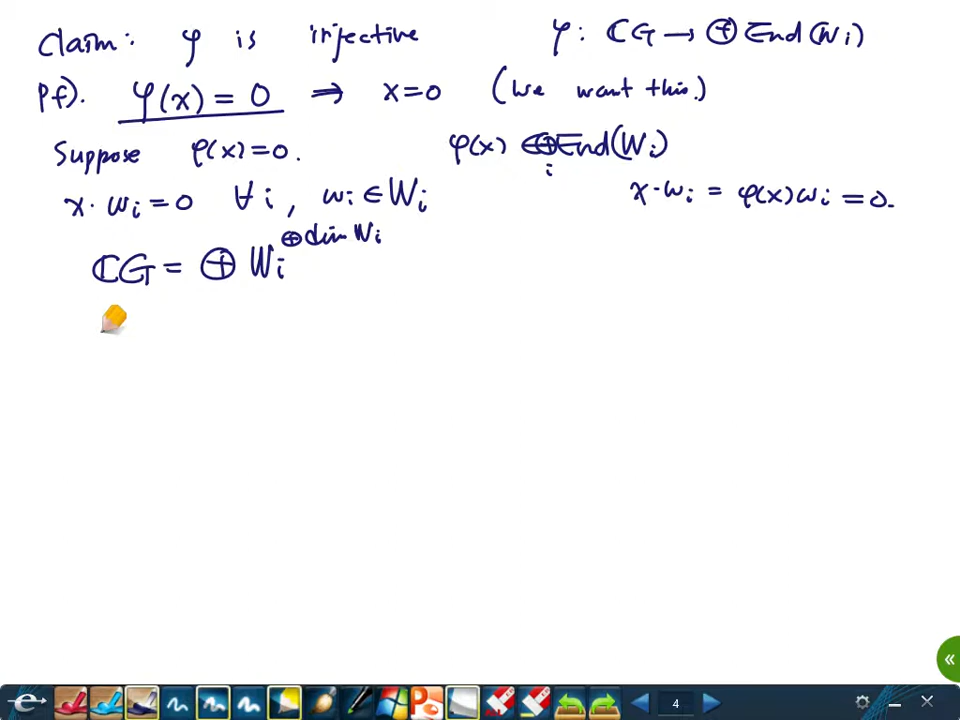 Claim: φ is injective φ: ℂG → ⊕ End(Wi)
Pf). φ(x) = 0 ⇒ x=0 (We want this.)
Suppose φ(x)=0. φ(x) ∈ ⊕ End(Wi)
i
x·wi = 0 ∀i, wi ∈ Wi x·wi = φ(x)wi = 0.
ℂG = ⊕ Wi^{⊕dim Wi}
4